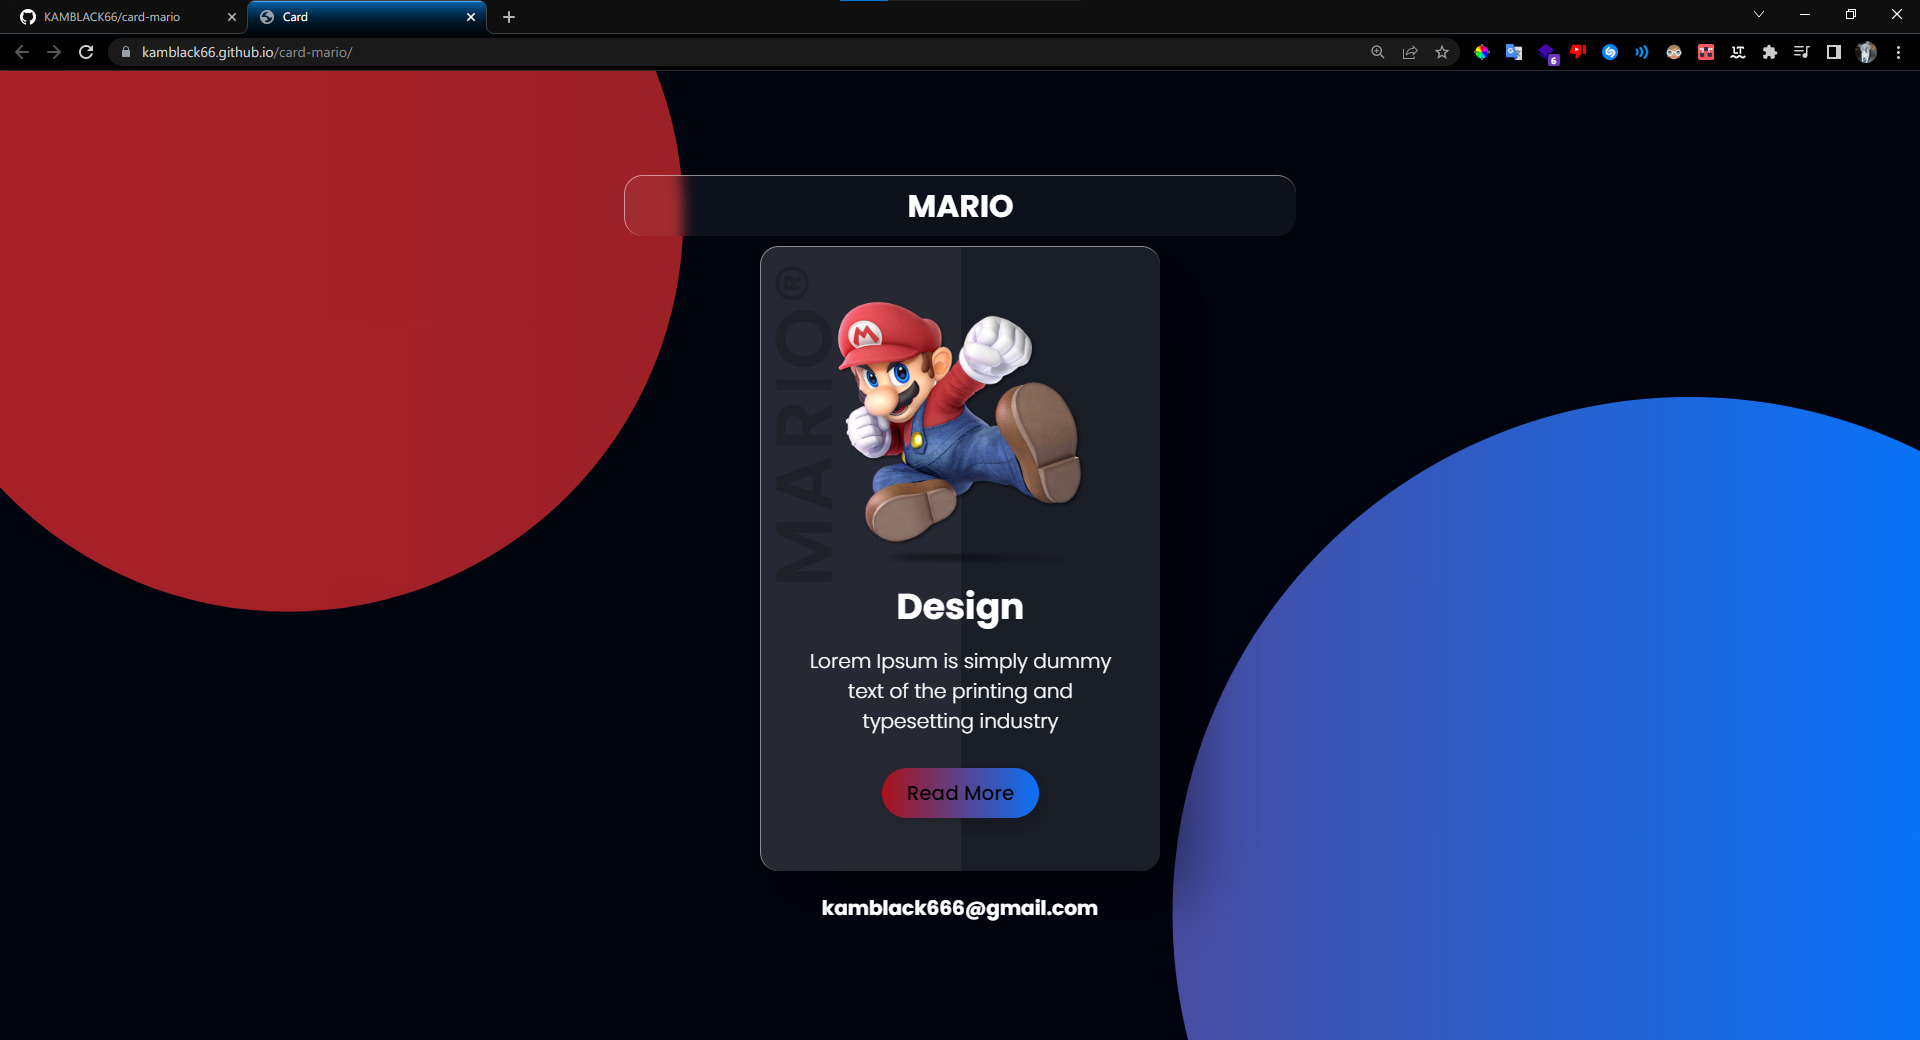 KAMBLACK66/card-mario
Card
kamblack66.github.io/card-mario/
6
MARIO
MARIO®
M
Design
Lorem Ipsum is simply dummy
text of the printing and
typesetting industry
Read More
kamblack666@gmail.com